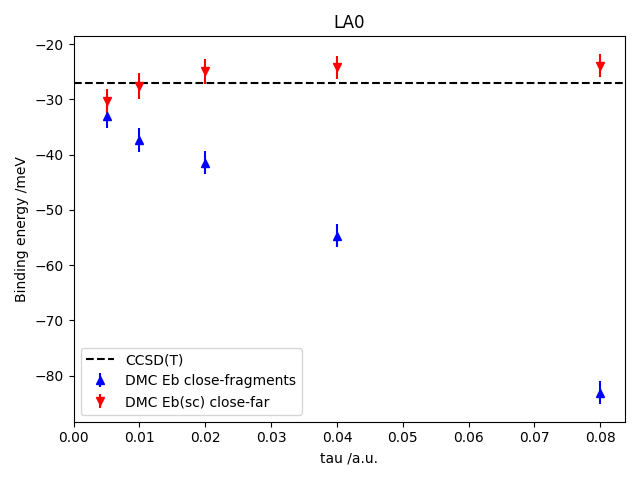 LA0
Binding energy /meV
−20
−30
−40
−50
−60
−70
−80
CCSD(T)
DMC Eb close-fragments
DMC Eb(sc) close-far
0.00 0.01 0.02 0.03 0.04 0.05 0.06 0.07 0.08
tau /a.u.